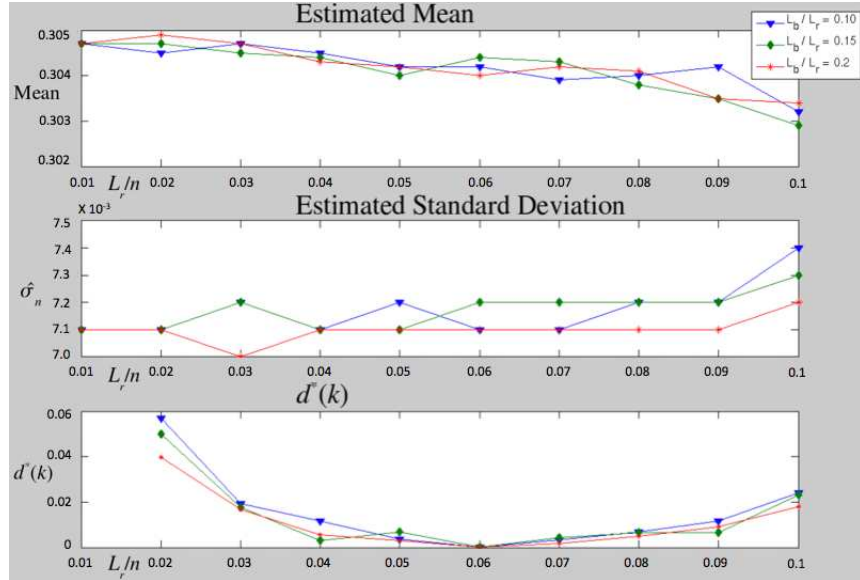 Estimated Mean
L_b / L_r = 0.10
L_b / L_r = 0.15
L_b / L_r = 0.2
0.305
0.304
Mean
0.303
0.302
0.01 0.02 0.03 0.04 0.05 0.06 0.07 0.08 0.09 0.1
L_r/n
Estimated Standard Deviation
X 10⁻³
7.5
7.4
7.3
σ̂_n
7.2
7.1
7.0
0.01 0.02 0.03 0.04 0.05 0.06 0.07 0.08 0.09 0.1
L_r/n
d^∞(k)
0.06
0.04
d^∞(k)
0.02
0
0.01 0.02 0.03 0.04 0.05 0.06 0.07 0.08 0.09 0.1
L_r/n